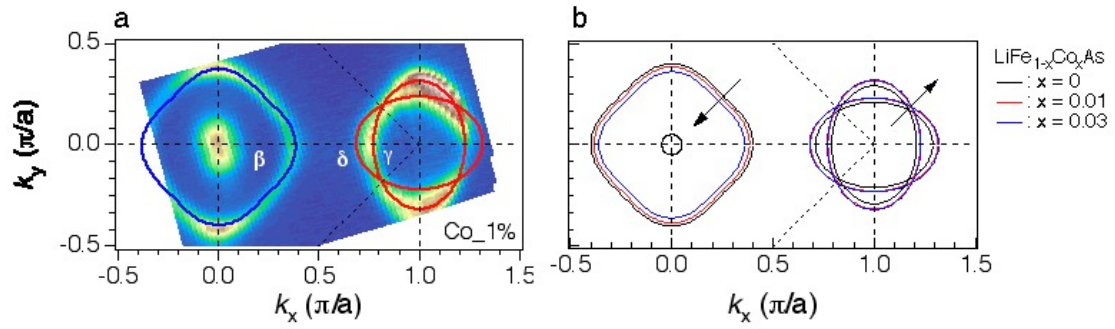 a
b
0.5
0.0
-0.5
k_y (π/a)
β
δ
γ
Co_1%
-0.5 0.0 0.5 1.0 1.5
k_x (π/a)
-0.5 0.0 0.5 1.0 1.5
k_x (π/a)
LiFe1-xCoxAs
: x = 0
: x = 0.01
: x = 0.03